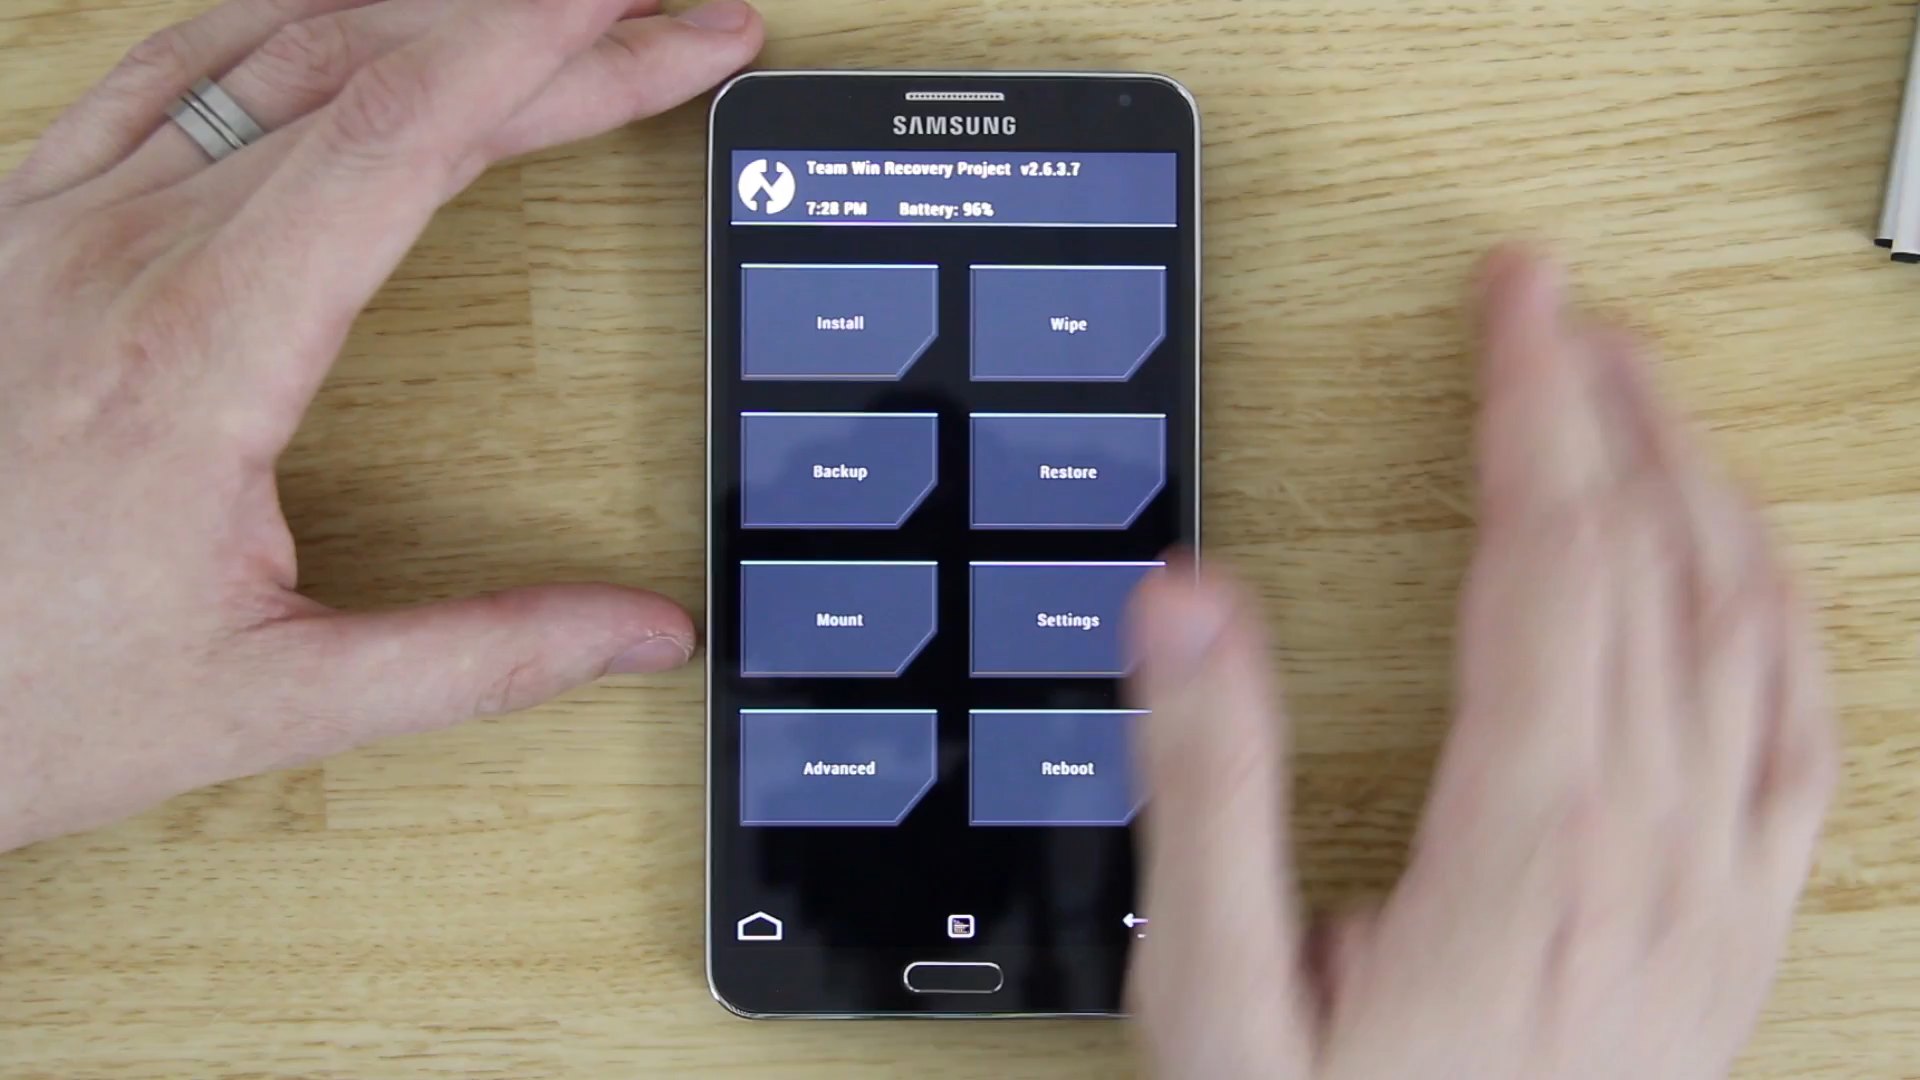 SAMSUNG
Team Win Recovery Project v2.6.3.7
7:28 PM Battery: 96%
Install Wipe
Backup Restore
Mount Settings
Advanced Reboot